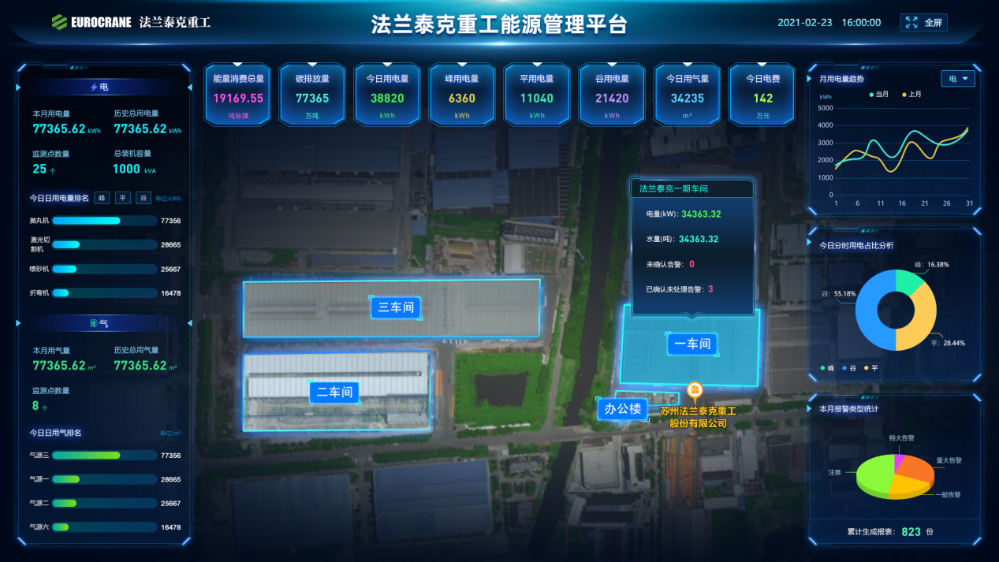 EUROCRANE 法兰泰克重工
法兰泰克重工能源管理平台
2021-02-23 16:00:00 全屏
电
本月用电量 历史总用电量
77365.62 kWh 77365.62 kWh
监测点数量 总装机容量
25 个 1000 kVA
今日日用电量排名 峰 平 谷 单位:kWh
抛丸机 77356
激光切
割机 28665
喷砂机 25667
折弯机 16478
气
本月用气量 历史总用气量
77365.62 m³ 77365.62 m³
监测点数量
8 个
今日日用气排名 单位:m³
气源三 77356
气源一 28665
气源二 25667
气源六 16478
能源消费总量
19169.55
吨标煤
碳排放量
77365
万吨
今日用电量
38820
kWh
峰用电量
6360
kWh
平用电量
11040
kWh
谷用电量
21420
kWh
今日用气量
34235
m³
今日电费
142
万元
法兰泰克一期车间
电量(kW): 34363.32
水量(吨): 34363.32
未确认告警: 0
已确认未处理告警: 3
三车间
二车间
一车间
办公楼
苏州法兰泰克重工
股份有限公司
月用电量趋势 电
kWh 当月 上月
5000
4000
3000
2000
1000
0
1 6 11 16 21 26 31
今日分时用电占比分析
峰: 16.38%
谷: 55.18%
平: 28.44%
峰 谷 平
本月报警类型统计
特大告警
重大告警
注意
一般告警
累计生成报表: 823 份